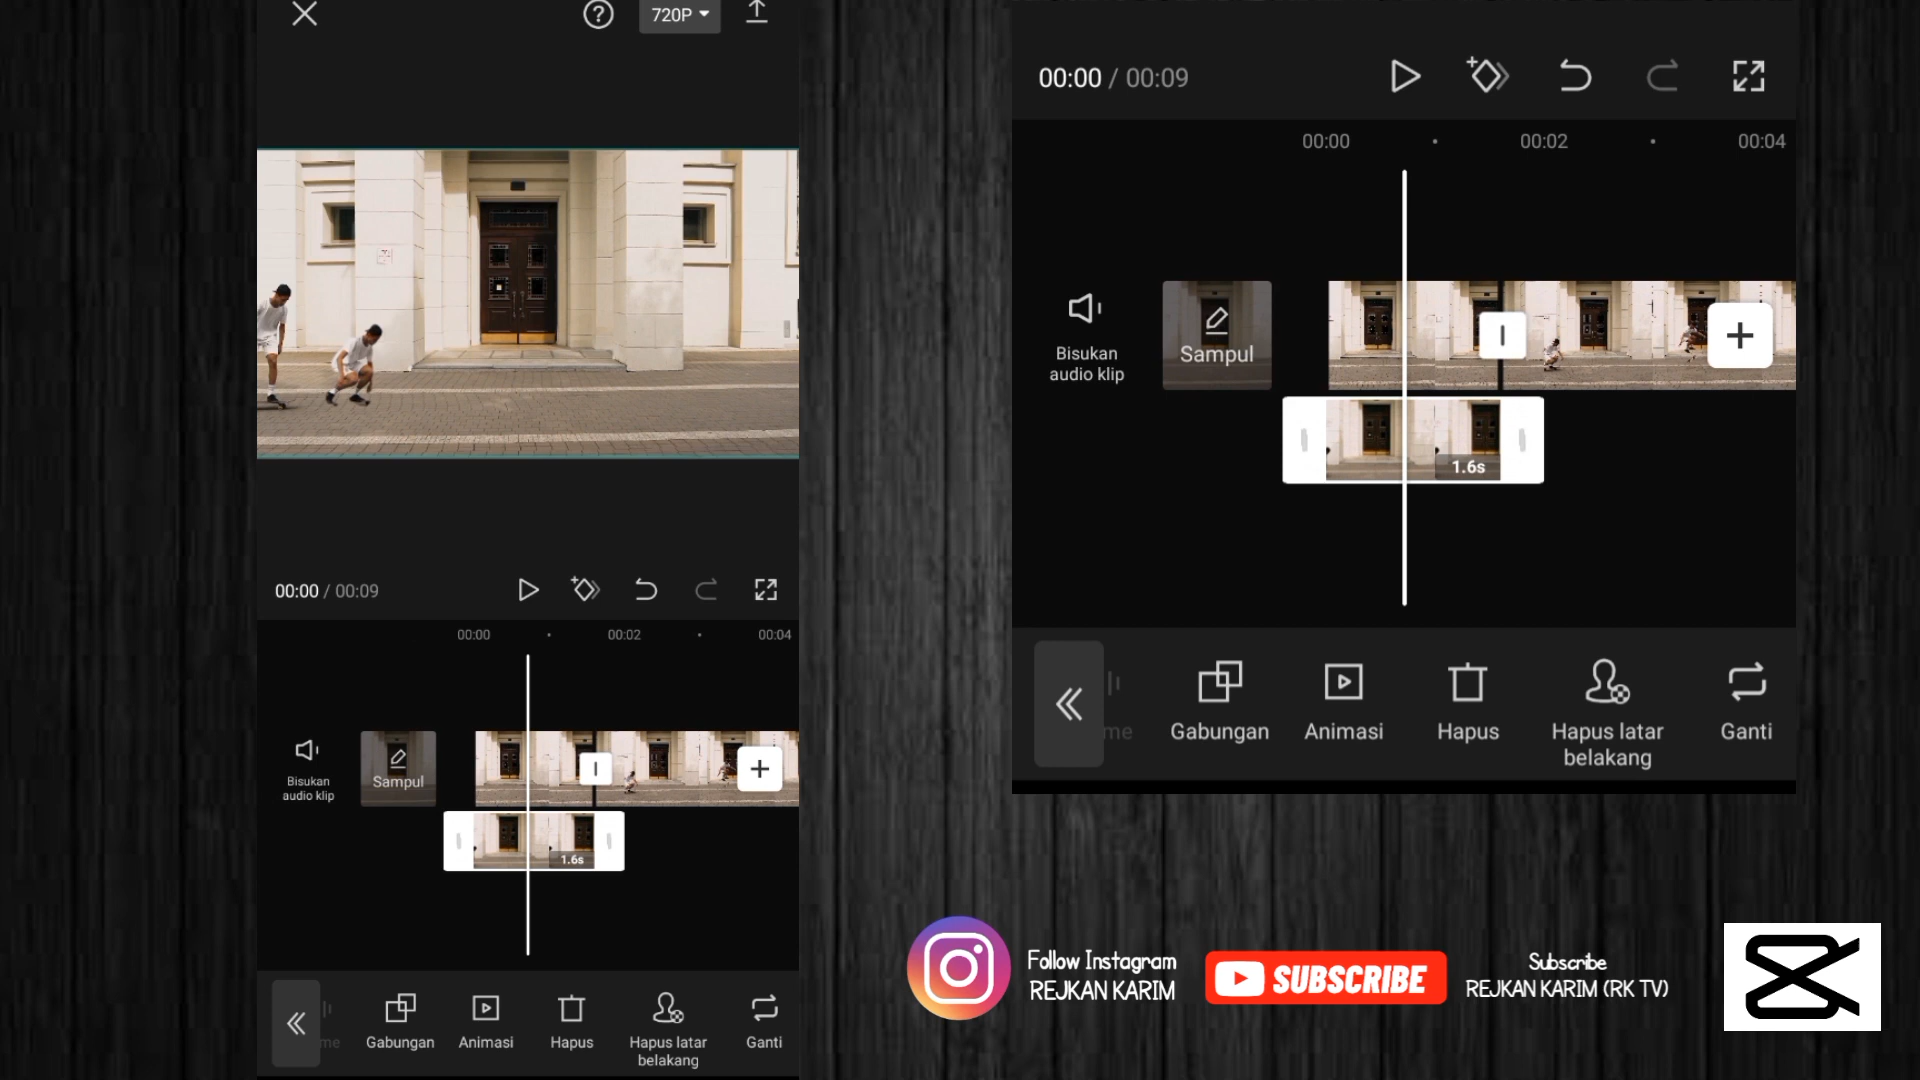 720P
00:00 / 00:09
00:00
00:02
00:04
Bisukan
audio klip
Sampul
1.6s
Gabungan
Animasi
Hapus
Hapus latar
belakang
Ganti
00:00 / 00:09
00:00
00:02
00:04
Bisukan
audio klip
Sampul
1.6s
me
Gabungan
Animasi
Hapus
Hapus latar
belakang
Ganti
me
Follow Instagram
REJKAN KARIM
SUBSCRIBE
Subscribe
REJKAN KARIM (RK TV)